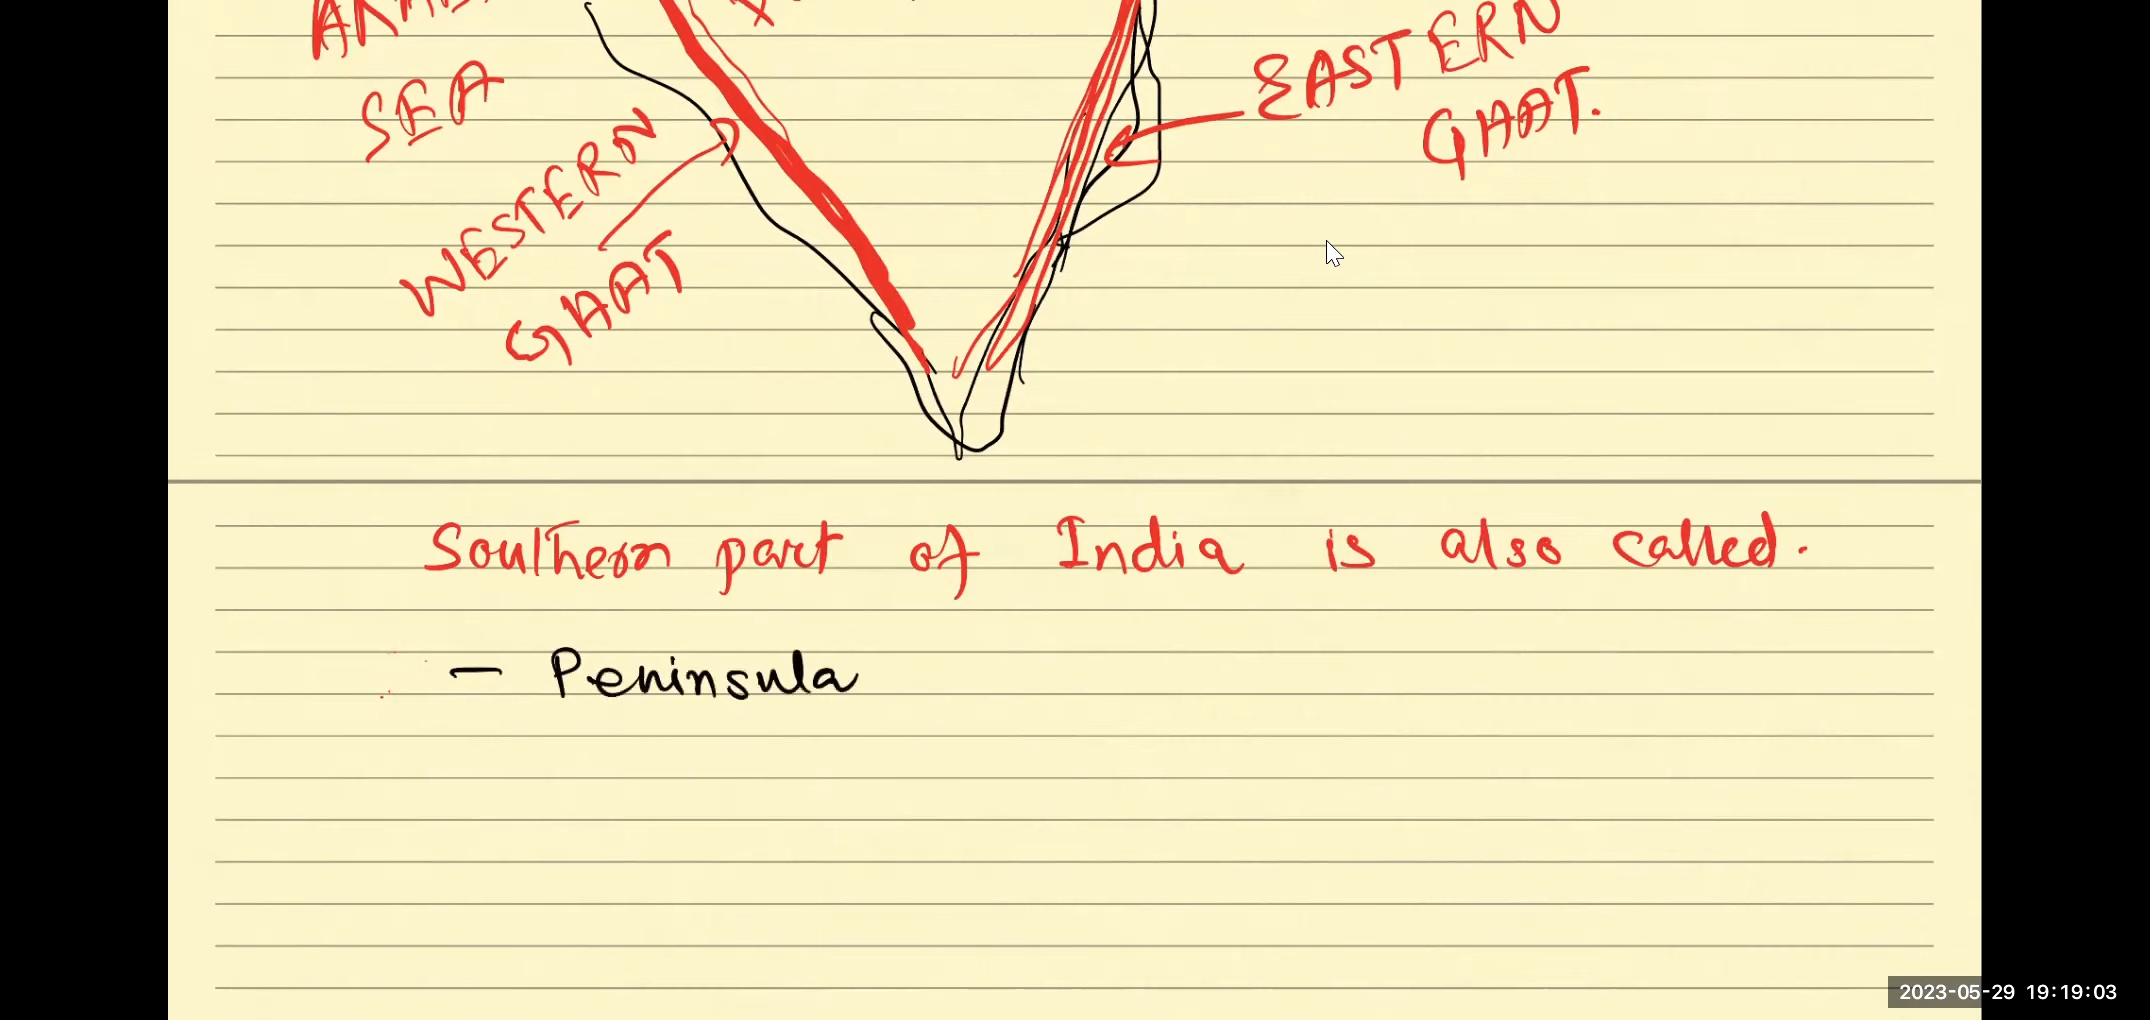 SEA
EASTERN
GHAT.
WESTERN
GHAT
Southern part of India is also called.
— Peninsula
2023-05-29 19:19:03